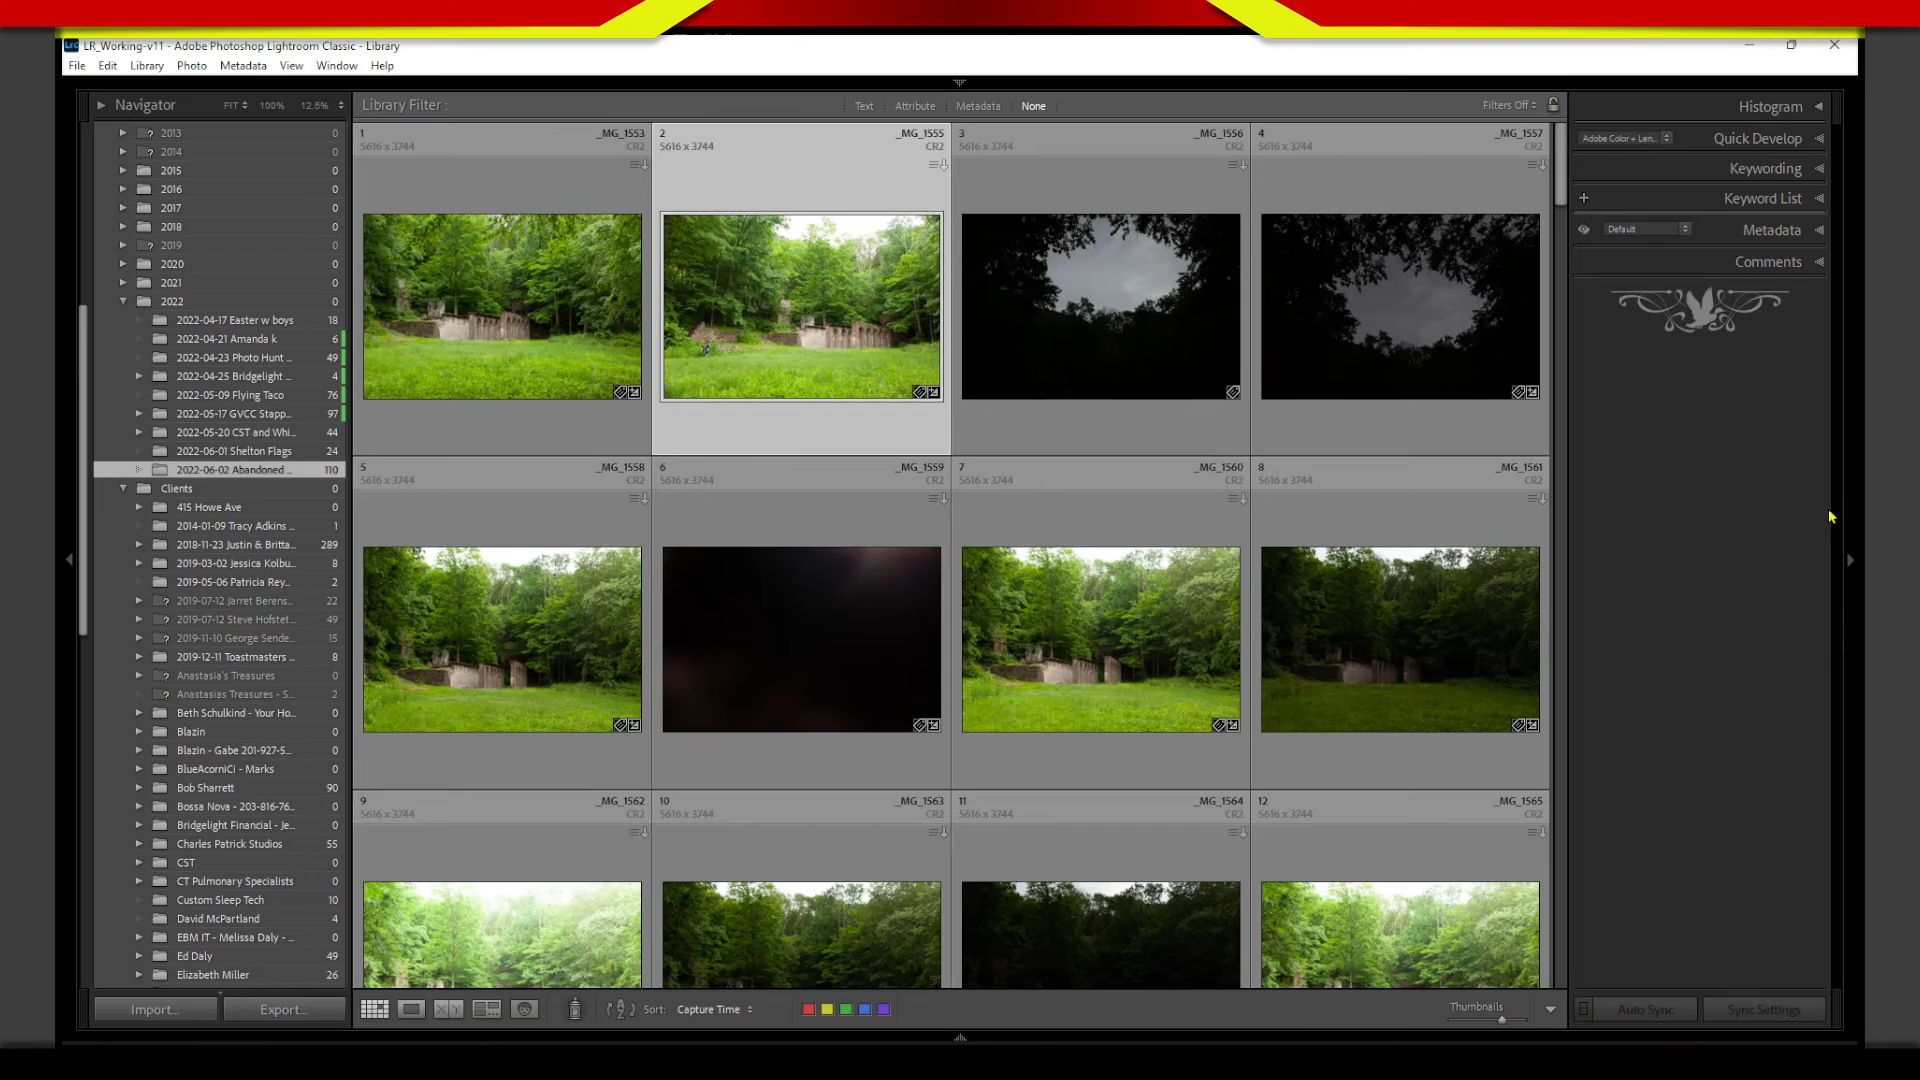 LR_Working-v11 - Adobe Photoshop Lightroom Classic - Library
File Edit Library Photo Metadata View Window Help
Navigator FIT 100% 12.5%
Library Filter : Text Attribute Metadata None Filters Off
2013 0
2014 0
2015 0
2016 0
2017 0
2018 0
2019 0
2020 0
2021 0
2022 0
2022-04-17 Easter w boys 18
2022-04-21 Amanda k 6
2022-04-23 Photo Hunt ... 49
2022-04-25 Bridgelight ... 4
2022-05-09 Flying Taco 76
2022-05-17 GVCC Stapp... 97
2022-05-20 CST and Whi... 44
2022-06-01 Shelton Flags 24
2022-06-02 Abandoned ... 110
Clients 0
415 Howe Ave 0
2014-01-09 Tracy Adkins ... 1
2018-11-23 Justin & Britta... 289
2019-03-02 Jessica Kolbu... 8
2019-05-06 Patricia Rey... 2
2019-07-12 Jarret Berens... 22
2019-07-12 Steve Hofstet... 49
2019-11-10 George Sende... 15
2019-12-11 Toastmasters ... 8
Anastasia's Treasures 0
Anastasias Treasures - S... 2
Beth Schulkind - Your Ho... 0
Blazin 0
Blazin - Gabe 201-927-5... 0
BlueAcorniCi - Marks 0
Bob Sharrett 90
Bossa Nova - 203-816-76... 0
Bridgelight Financial - Je... 0
Charles Patrick Studios 55
CST 0
CT Pulmonary Specialists 0
Custom Sleep Tech 10
David McPartland 4
EBM IT - Melissa Daly - ... 0
Ed Daly 49
Elizabeth Miller 26
Import... Export...
1 _MG_1553
5616 x 3744 CR2
2 _MG_1555
5616 x 3744 CR2
3 _MG_1556
5616 x 3744 CR2
4 _MG_1557
5616 x 3744 CR2
5 _MG_1558
5616 x 3744 CR2
6 _MG_1559
5616 x 3744 CR2
7 _MG_1560
5616 x 3744 CR2
8 _MG_1561
5616 x 3744 CR2
9 _MG_1562
5616 x 3744 CR2
10 _MG_1563
5616 x 3744 CR2
11 _MG_1564
5616 x 3744 CR2
12 _MG_1565
5616 x 3744 CR2
X Y Sort: Capture Time Thumbnails
Histogram
Adobe Color + Len... Quick Develop
Keywording
Keyword List
Default Metadata
Comments
Auto Sync Sync Settings